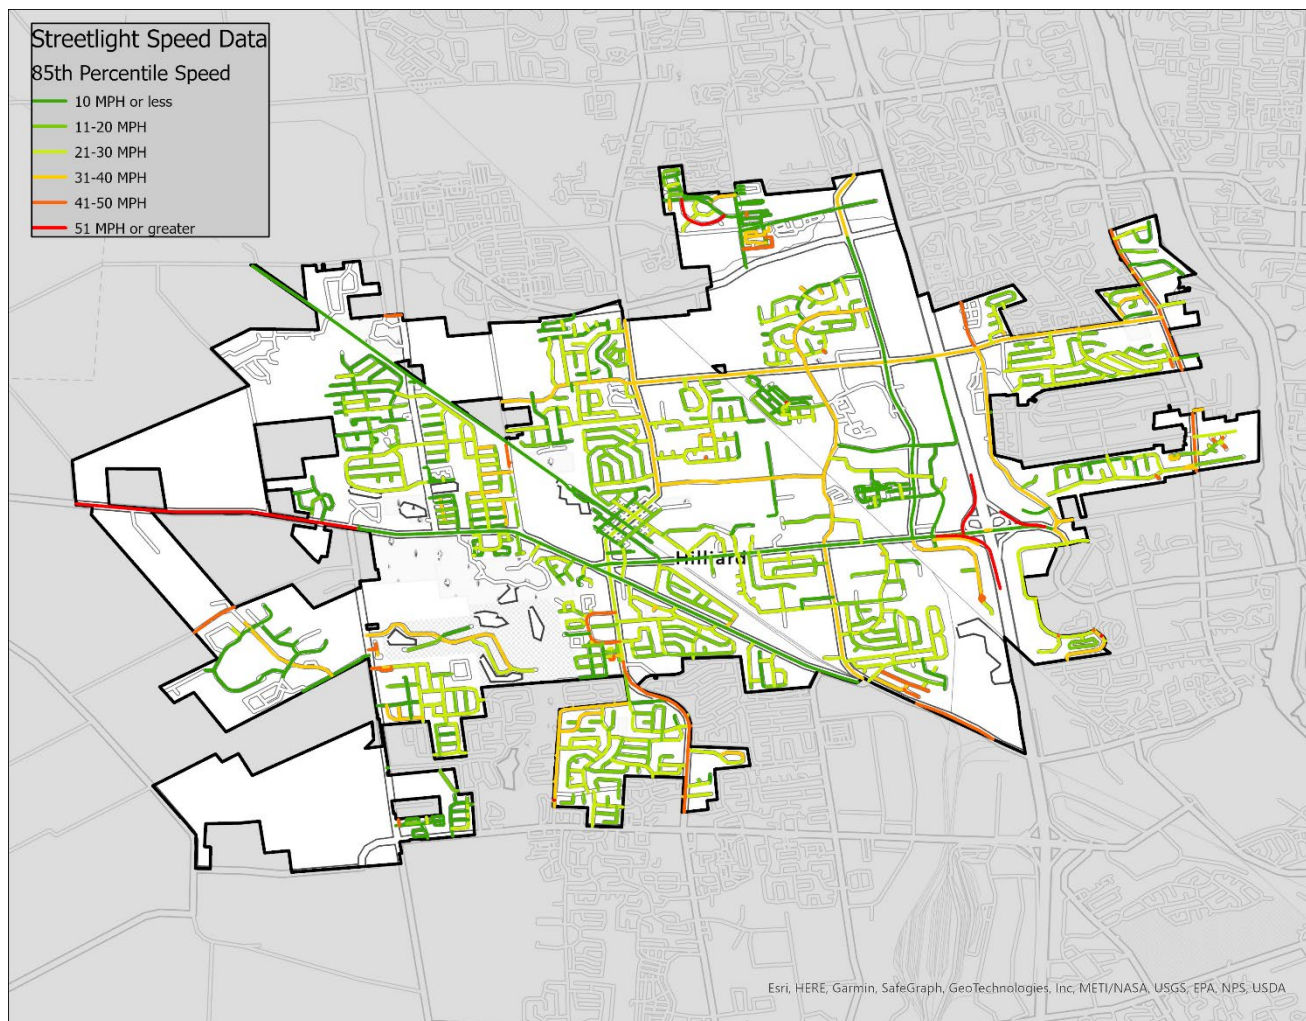 Streetlight Speed Data
85th Percentile Speed
10 MPH or less
11-20 MPH
21-30 MPH
31-40 MPH
41-50 MPH
51 MPH or greater
Hilliard
Esri, HERE, Garmin, SafeGraph, GeoTechnologies, Inc, METI/NASA, USGS, EPA, NPS, USDA